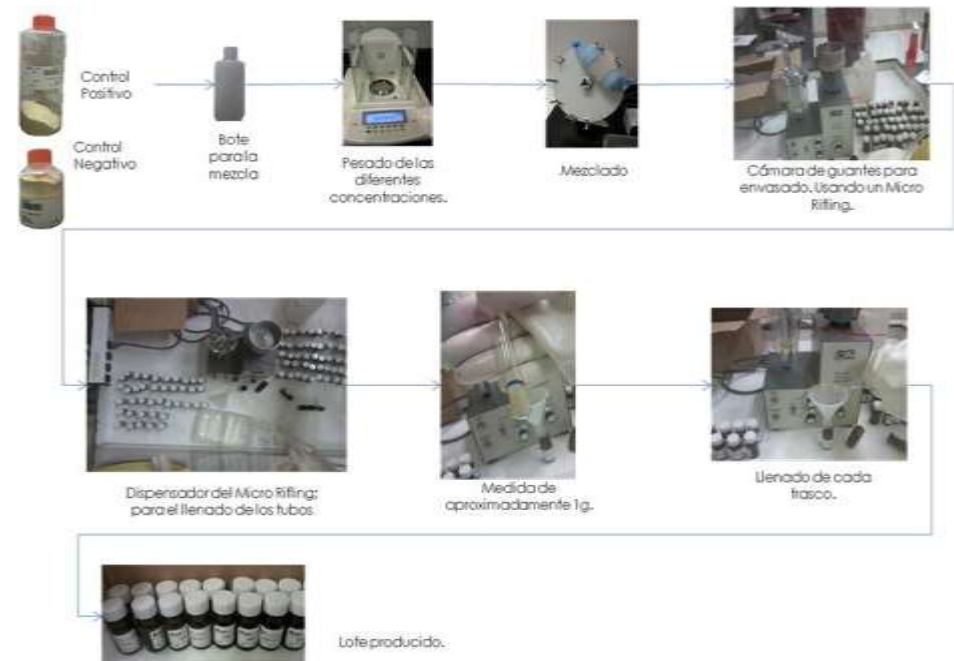 Control
Positivo
Control
Negativo
Bote
para la
mezcla
Pesado de las
diferentes
concentraciones.
Mezclado
Cámara de guantes para
envasado. Usando un Micro
Rifling.
Dispensador del Micro Rifling;
para el llenado de los tubos
Medida de
aproximadamente 1g.
Llenado de cada
frasco.
Lote producido.